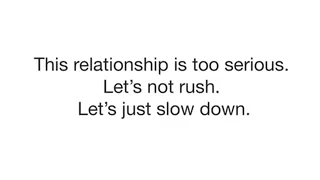 This relationship is too serious.
Let’s not rush.
Let’s just slow down.